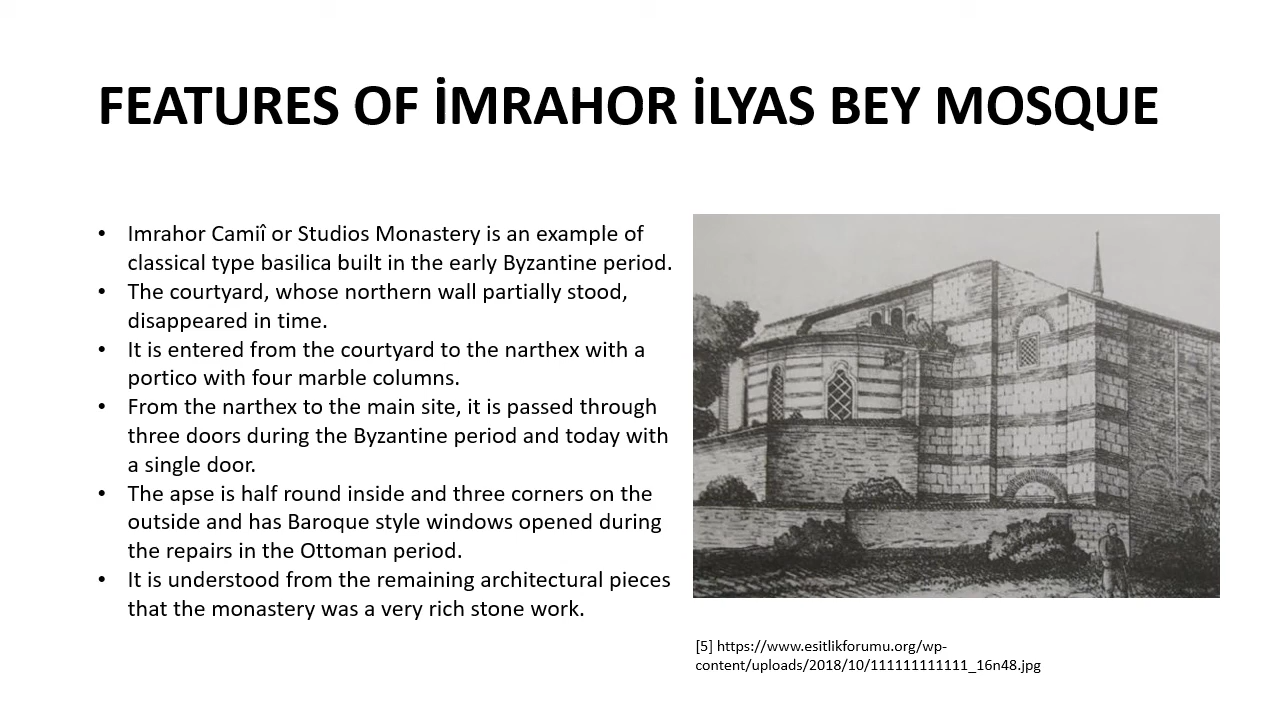 FEATURES OF İMRAHOR İLYAS BEY MOSQUE
• Imrahor Camiî or Studios Monastery is an example of
classical type basilica built in the early Byzantine period.
• The courtyard, whose northern wall partially stood,
disappeared in time.
• It is entered from the courtyard to the narthex with a
portico with four marble columns.
• From the narthex to the main site, it is passed through
three doors during the Byzantine period and today with
a single door.
• The apse is half round inside and three corners on the
outside and has Baroque style windows opened during
the repairs in the Ottoman period.
• It is understood from the remaining architectural pieces
that the monastery was a very rich stone work.
[5] https://www.esitlikforumu.org/wp-
content/uploads/2018/10/111111111111_16n48.jpg